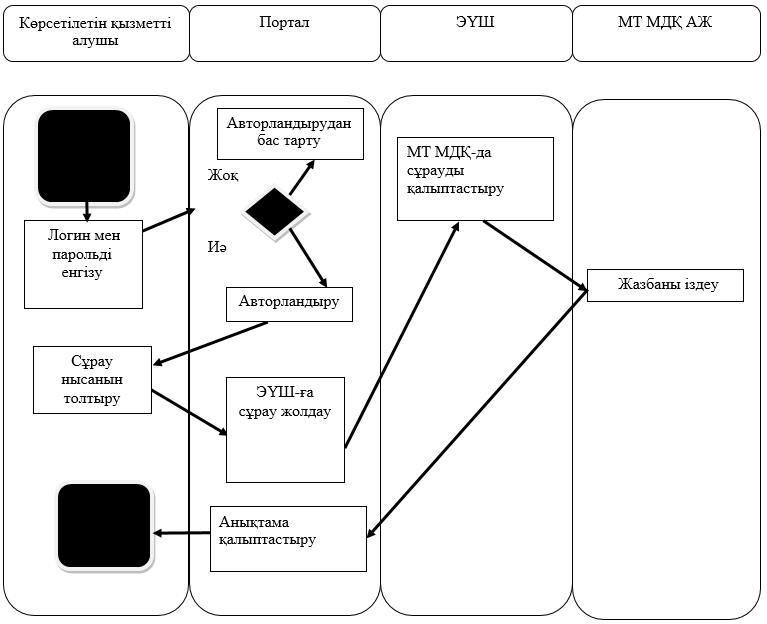 Көрсетілетін қызметті
алушы
Портал
ЭҮШ
МТ МДҚ АЖ
Авторландырудан
бас тарту
Жоқ
Иә
Логин мен
парольді
енгізу
Авторландыру
Сұрау
нысанын
толтыру
ЭҮШ-ға
сұрау жолдау
Анықтама
қалыптастыру
МТ МДҚ-да
сұрауды
қалыптастыру
Жазбаны іздеу